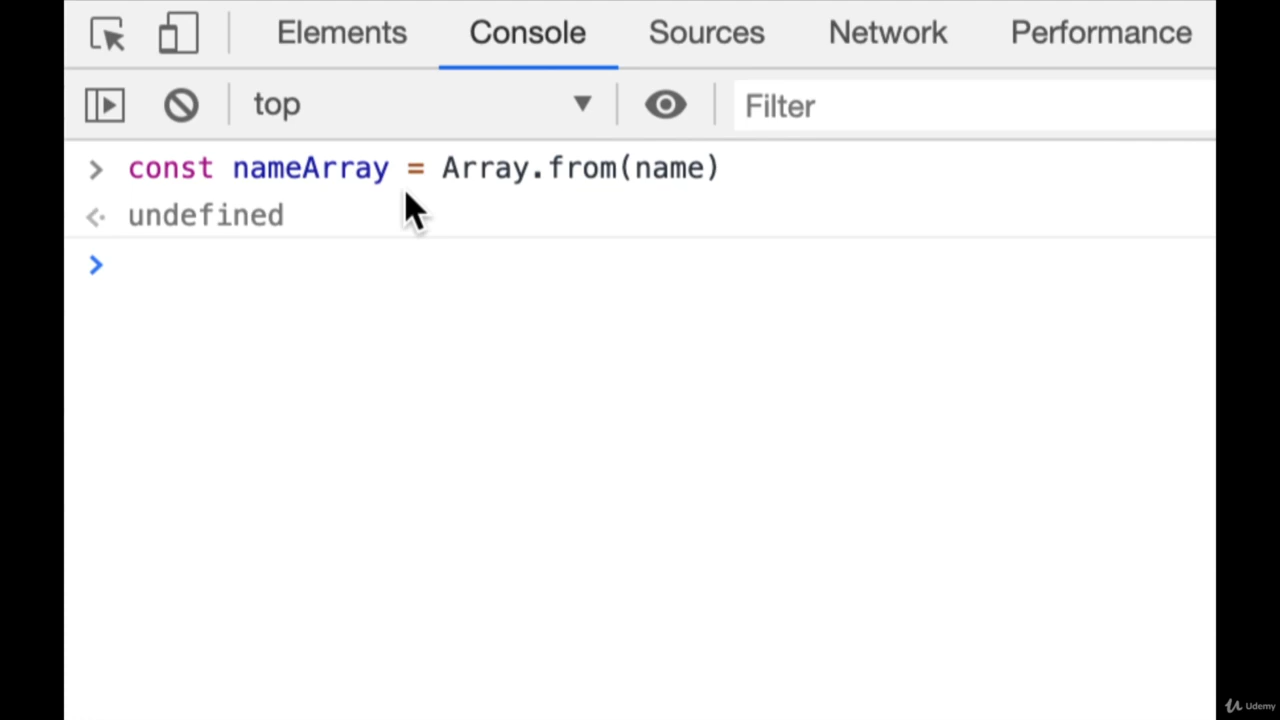 Elements Console Sources Network Performance
top Filter
> const nameArray = Array.from(name)
undefined
>
Udemy